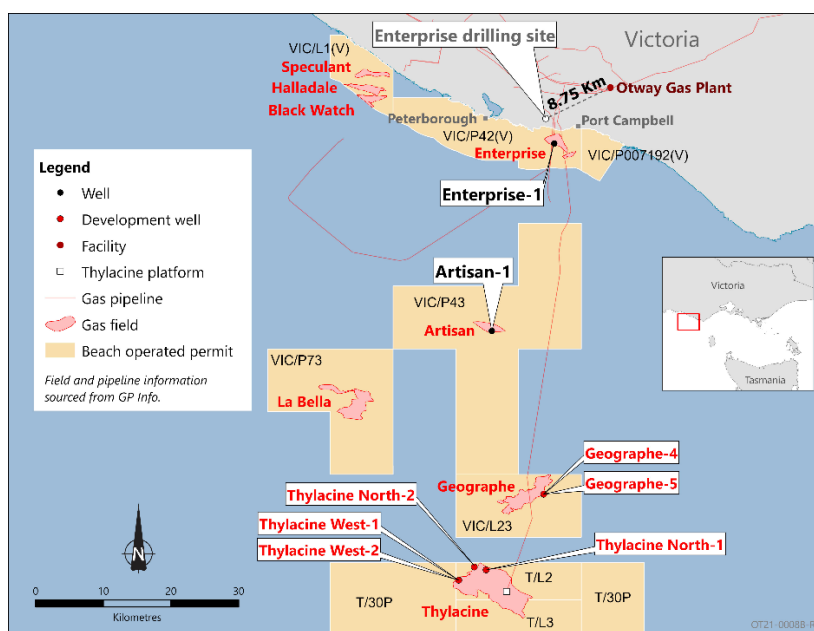 Enterprise drilling site
Victoria
VIC/L1(V)
Speculant
Halladale
Black Watch
8.75 Km
Otway Gas Plant
Peterborough
Port Campbell
VIC/P42(V)
Enterprise
VIC/P007192(V)
Enterprise-1
Legend
Well
Development well
Facility
Thylacine platform
Gas pipeline
Gas field
Beach operated permit
Field and pipeline information
sourced from GP Info.
Artisan-1
VIC/P43
Artisan
Victoria
Tasmania
VIC/P73
La Bella
Geographe
Geographe-4
Geographe-5
Thylacine North-2
VIC/L23
Thylacine West-1
Thylacine West-2
Thylacine North-1
N
T/L2
T/30P
T/30P
Thylacine
T/L3
0 10 20 30
Kilometres